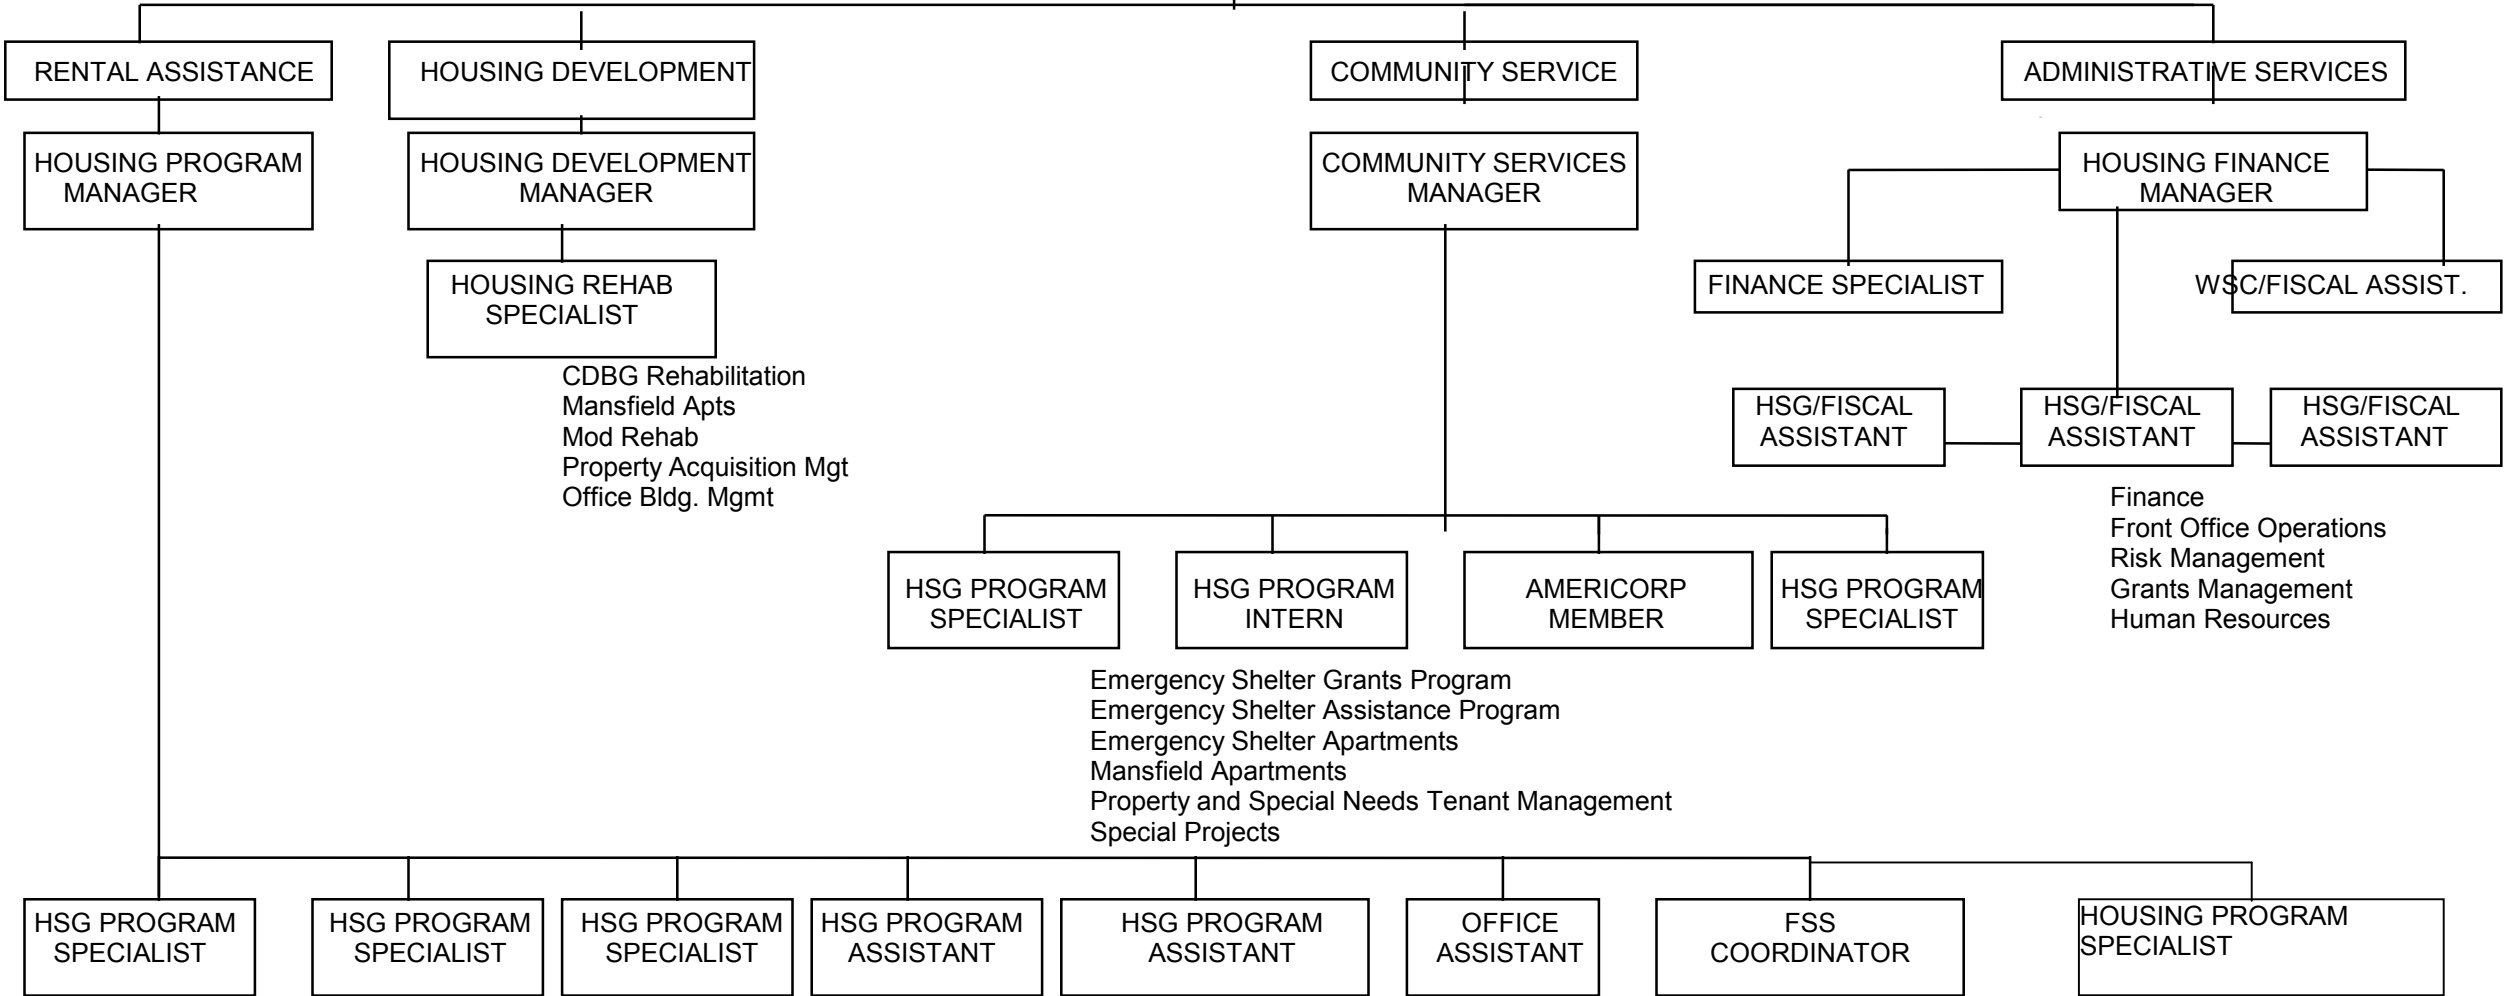 RENTAL ASSISTANCE
HOUSING DEVELOPMENT
COMMUNITY SERVICE
ADMINISTRATIVE SERVICES
HOUSING PROGRAM
MANAGER
HOUSING DEVELOPMENT
MANAGER
COMMUNITY SERVICES
MANAGER
HOUSING FINANCE
MANAGER
HOUSING REHAB
SPECIALIST
FINANCE SPECIALIST
WSC/FISCAL ASSIST.
CDBG Rehabilitation
Mansfield Apts
Mod Rehab
Property Acquisition Mgt
Office Bldg. Mgmt
HSG/FISCAL
ASSISTANT
HSG/FISCAL
ASSISTANT
HSG/FISCAL
ASSISTANT
Finance
Front Office Operations
Risk Management
Grants Management
Human Resources
HSG PROGRAM
SPECIALIST
HSG PROGRAM
INTERN
AMERICORP
MEMBER
HSG PROGRAM
SPECIALIST
Emergency Shelter Grants Program
Emergency Shelter Assistance Program
Emergency Shelter Apartments
Mansfield Apartments
Property and Special Needs Tenant Management
Special Projects
HSG PROGRAM
SPECIALIST
HSG PROGRAM
SPECIALIST
HSG PROGRAM
SPECIALIST
HSG PROGRAM
ASSISTANT
HSG PROGRAM
ASSISTANT
OFFICE
ASSISTANT
FSS
COORDINATOR
HOUSING PROGRAM
SPECIALIST